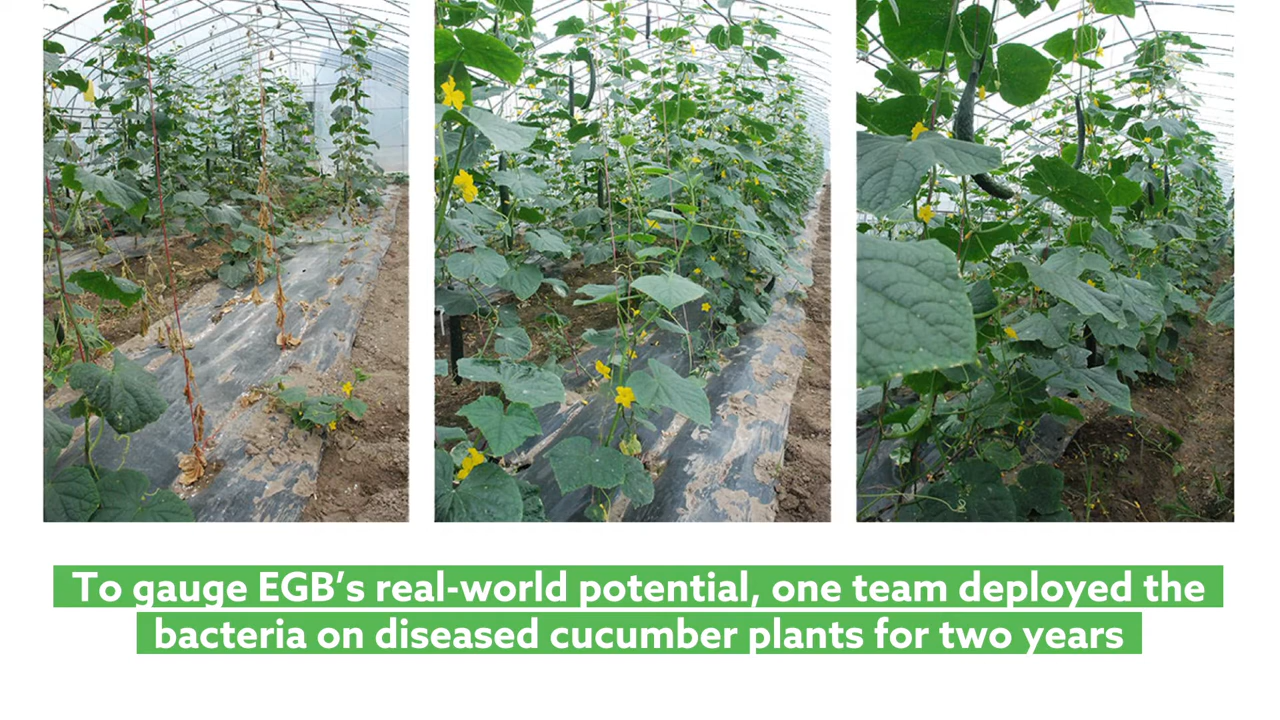 To gauge EGB’s real-world potential, one team deployed the
bacteria on diseased cucumber plants for two years